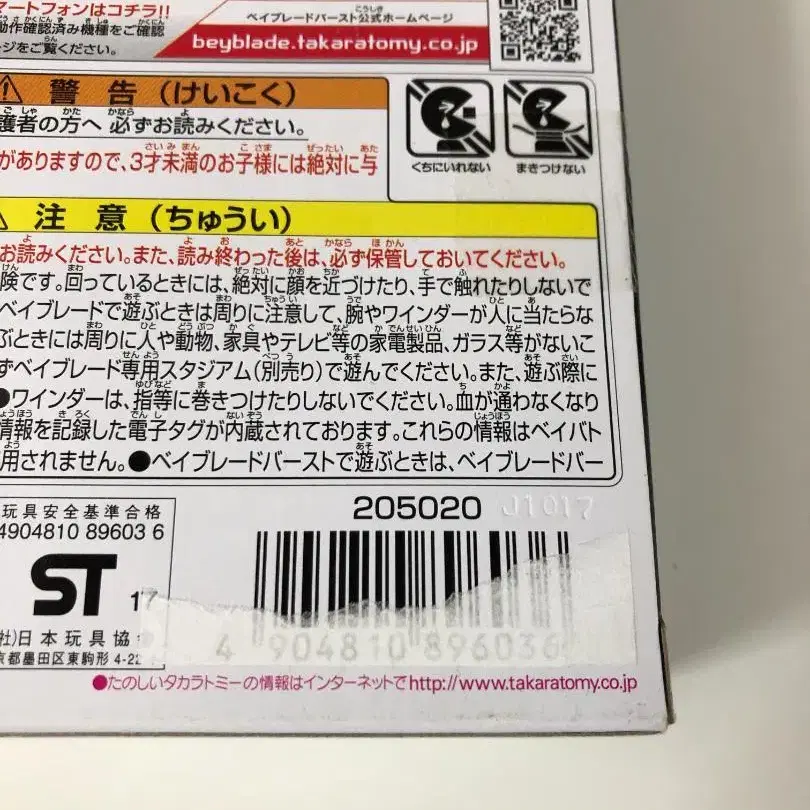 マートフォンはコチラ!!
動作確認済み機種をご確認
ージをご覧ください。
ベイブレードバースト公式ホームページ
beyblade.takaratomy.co.jp
警告(けいこく)
護者の方へ 必ずお読みください。
がありますので、3才未満のお子様には絶対に与
くちにいれない
まきつけない
注意(ちゅうい)
お読みください。また、読み終わった後は、必ず保管しておいてください。
険です。回っているときには、絶対に顔を近づけたり、手で触れたりしないで
ベイブレードで遊ぶときは周りに注意して、腕やワインダーが人に当たらな
ぶときには周りに人や動物、家具やテレビ等の家電製品、ガラス等がないこ
ずベイブレード専用スタジアム(別売り)で遊んでください。また、遊ぶ際に
●ワインダーは、指等に巻きつけたりしないでください。血が通わなくなり
情報を記録した電子タグが内蔵されております。これらの情報はベイバト
用されません。●ベイブレードバーストで遊ぶときは、ベイブレードバー
玩具安全基準合格
4904810 89603 6
ST 17
社)日本玩具協
京都墨田区東駒形 4-22
205020 J1017
4 904810 896036
●たのしいタカラトミーの情報はインターネットでhttp://www.takaratomy.co.jp